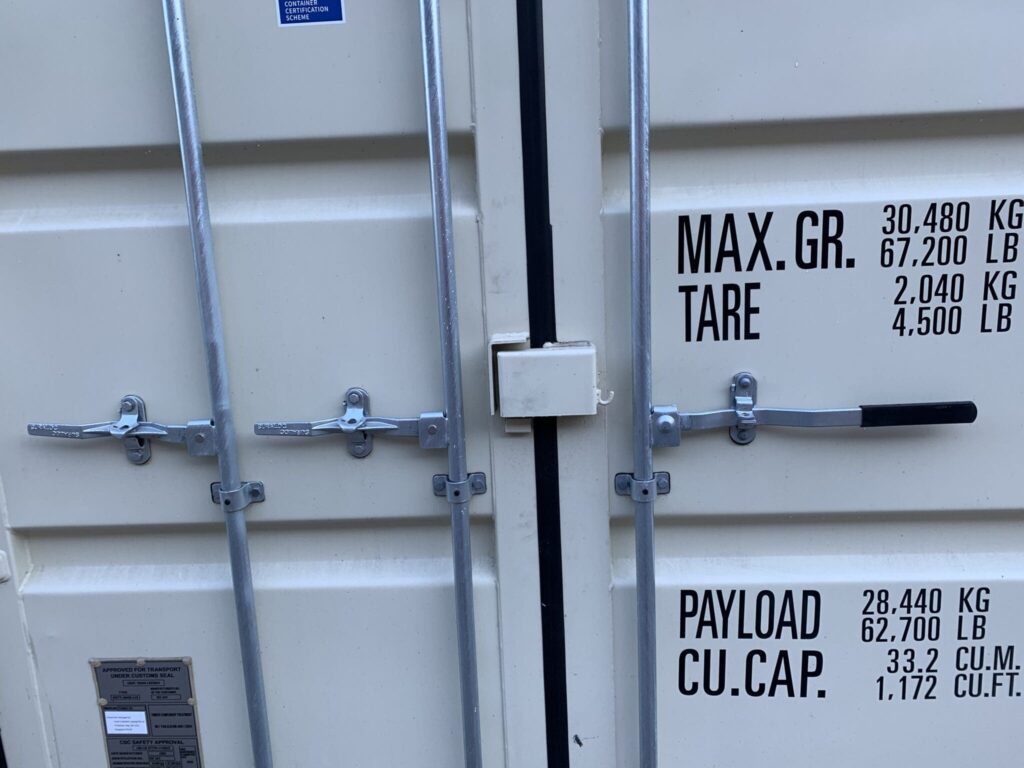 CONTAINER
CERTIFICATION
SCHEME
MAX. GR. 30,480 KG
67,200 LB
TARE 2,040 KG
4,500 LB
PAYLOAD 28,440 KG
62,700 LB
CU.CAP. 33.2 CU.M.
1,172 CU.FT.
APPROVED FOR TRANSPORT
UNDER CUSTOMS SEAL
CSC SAFETY APPROVAL